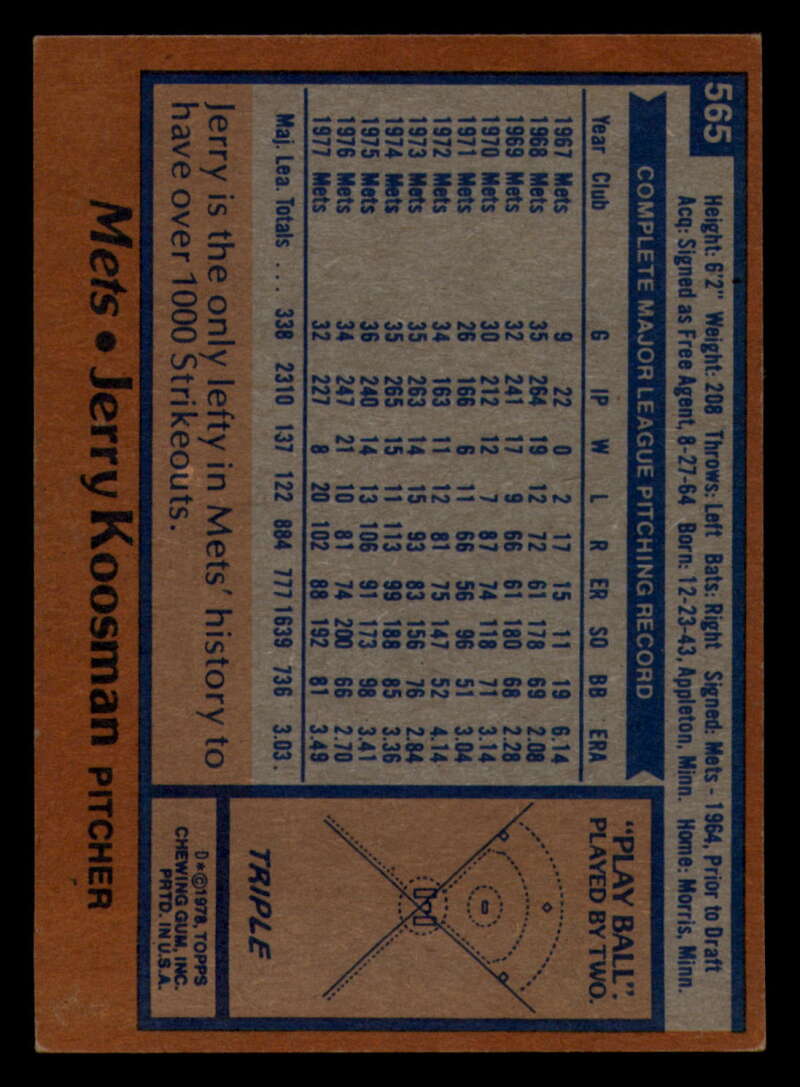 565
Height: 6'2" Weight: 208 Throws: Left Bats: Right Signed: Mets - 1964, Prior to Draft
Acq: Signed as Free Agent, 8-27-64 Born: 12-23-43, Appleton, Minn. Home: Morris, Minn.
COMPLETE MAJOR LEAGUE PITCHING RECORD
Year Club G IP W L R ER SO BB ERA
1967 Mets 9 22 0 2 17 15 11 19 6.14
1968 Mets 35 264 19 12 72 61 178 69 2.08
1969 Mets 32 241 17 9 66 61 180 68 2.28
1970 Mets 30 212 12 7 87 74 118 71 3.14
1971 Mets 26 166 6 11 66 56 96 51 3.04
1972 Mets 34 163 11 12 81 75 147 52 4.14
1973 Mets 35 263 14 15 93 83 156 76 2.84
1974 Mets 35 265 15 11 113 99 188 85 3.36
1975 Mets 36 240 14 13 106 91 173 98 3.41
1976 Mets 34 247 21 10 81 74 200 66 2.70
1977 Mets 32 227 8 20 102 88 192 81 3.49
Maj. Lea. Totals ... 338 2310 137 122 884 777 1639 736 3.03.
Jerry is the only lefty in Mets' history to
have over 1000 Strikeouts.
"PLAY BALL".
PLAYED BY TWO.
TRIPLE
D*©1978, TOPPS
CHEWING GUM, INC.
PRTD. IN U.S.A.
Mets • Jerry Koosman PITCHER